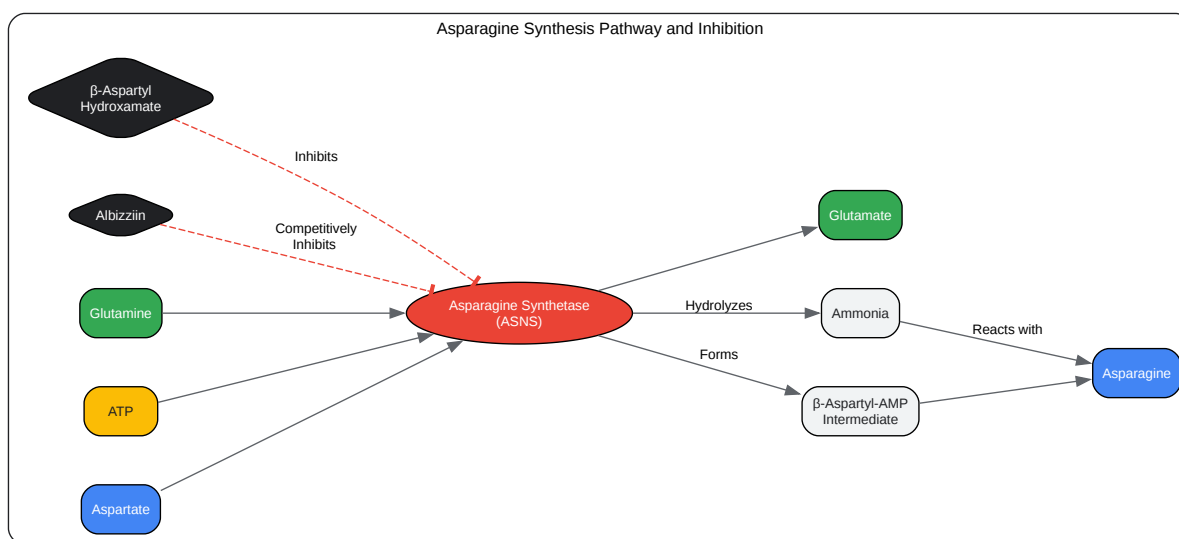 Asparagine Synthesis Pathway and Inhibition
β-Aspartyl
Hydroxamate
Inhibits
Albizziin
Competitively
Inhibits
Glutamate
Glutamine
Asparagine Synthetase
(ASNS)
Hydrolyzes
Ammonia
Reacts with
Forms
Asparagine
ATP
β-Aspartyl-AMP
Intermediate
Aspartate